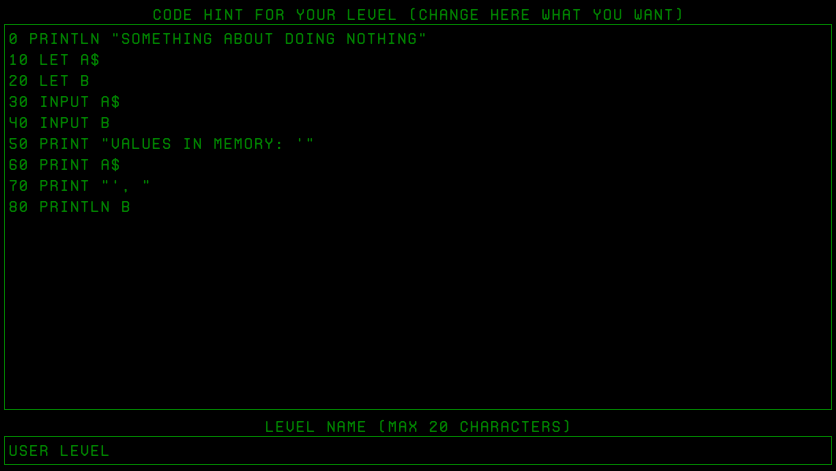 CODE HINT FOR YOUR LEVEL (CHANGE HERE WHAT YOU WANT)
0 PRINTLN "SOMETHING ABOUT DOING NOTHING"
10 LET A$
20 LET B
30 INPUT A$
40 INPUT B
50 PRINT "VALUES IN MEMORY: '"
60 PRINT A$
70 PRINT "', "
80 PRINTLN B
LEVEL NAME (MAX 20 CHARACTERS)
USER LEVEL